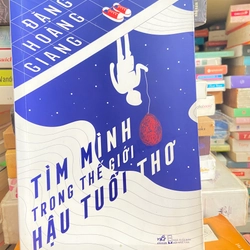 ĐẶNG
HOÀNG
GIANG
TÌM MÌNH
TRONG THẾ GIỚI
HẬU TUỔI THƠ